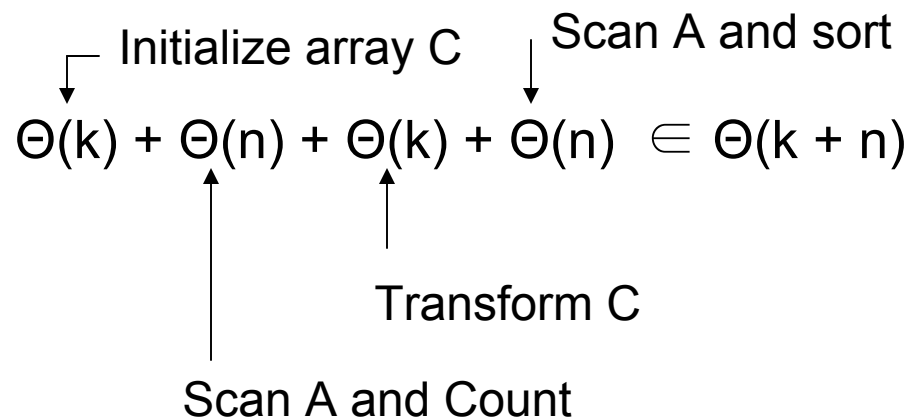 Initialize array C
Scan A and sort
Θ(k) + Θ(n) + Θ(k) + Θ(n) ∈ Θ(k + n)
Transform C
Scan A and Count